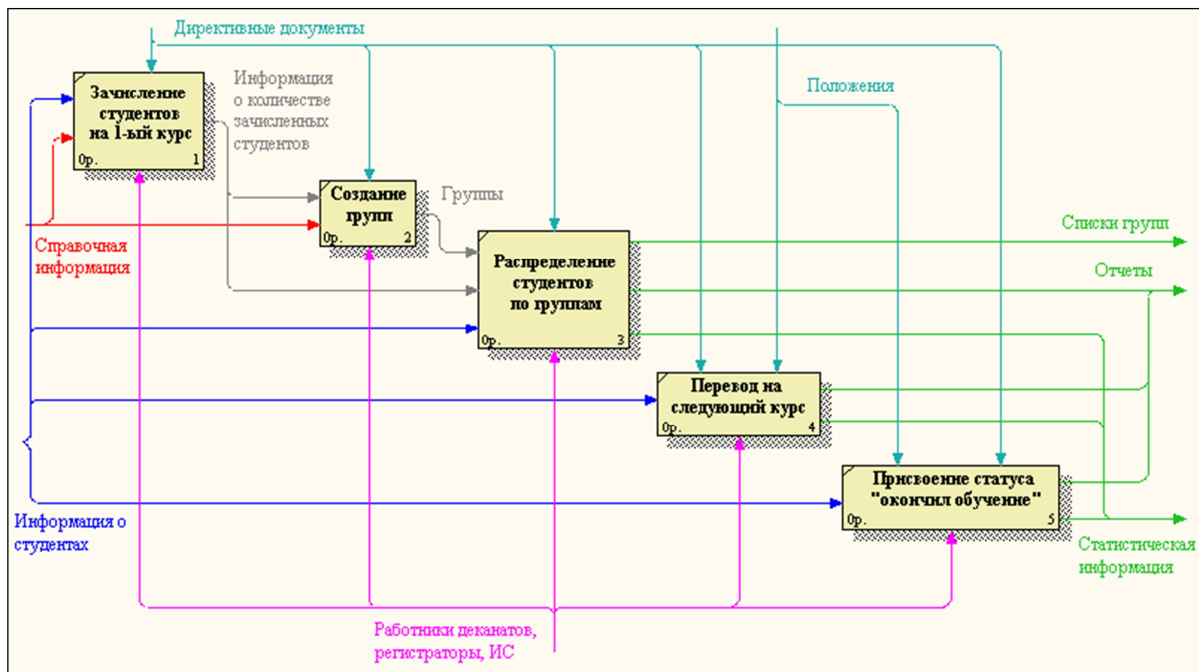 Директивные документы
Зачисление
студентов
на 1-ый курс
0р.
1
Информация
о количестве
зачисленных
студентов
Положения
Создание
групп
0р.
2
Группы
Справочная
информация
Распределение
студентов
по группам
0р.
3
Списки групп
Отчеты
Перевод на
следующий курс
0р.
4
Присвоение статуса
"окончил обучение"
0р.
5
Информация о
студентах
Статистическая
информация
Работники деканатов,
регистраторы, ИС